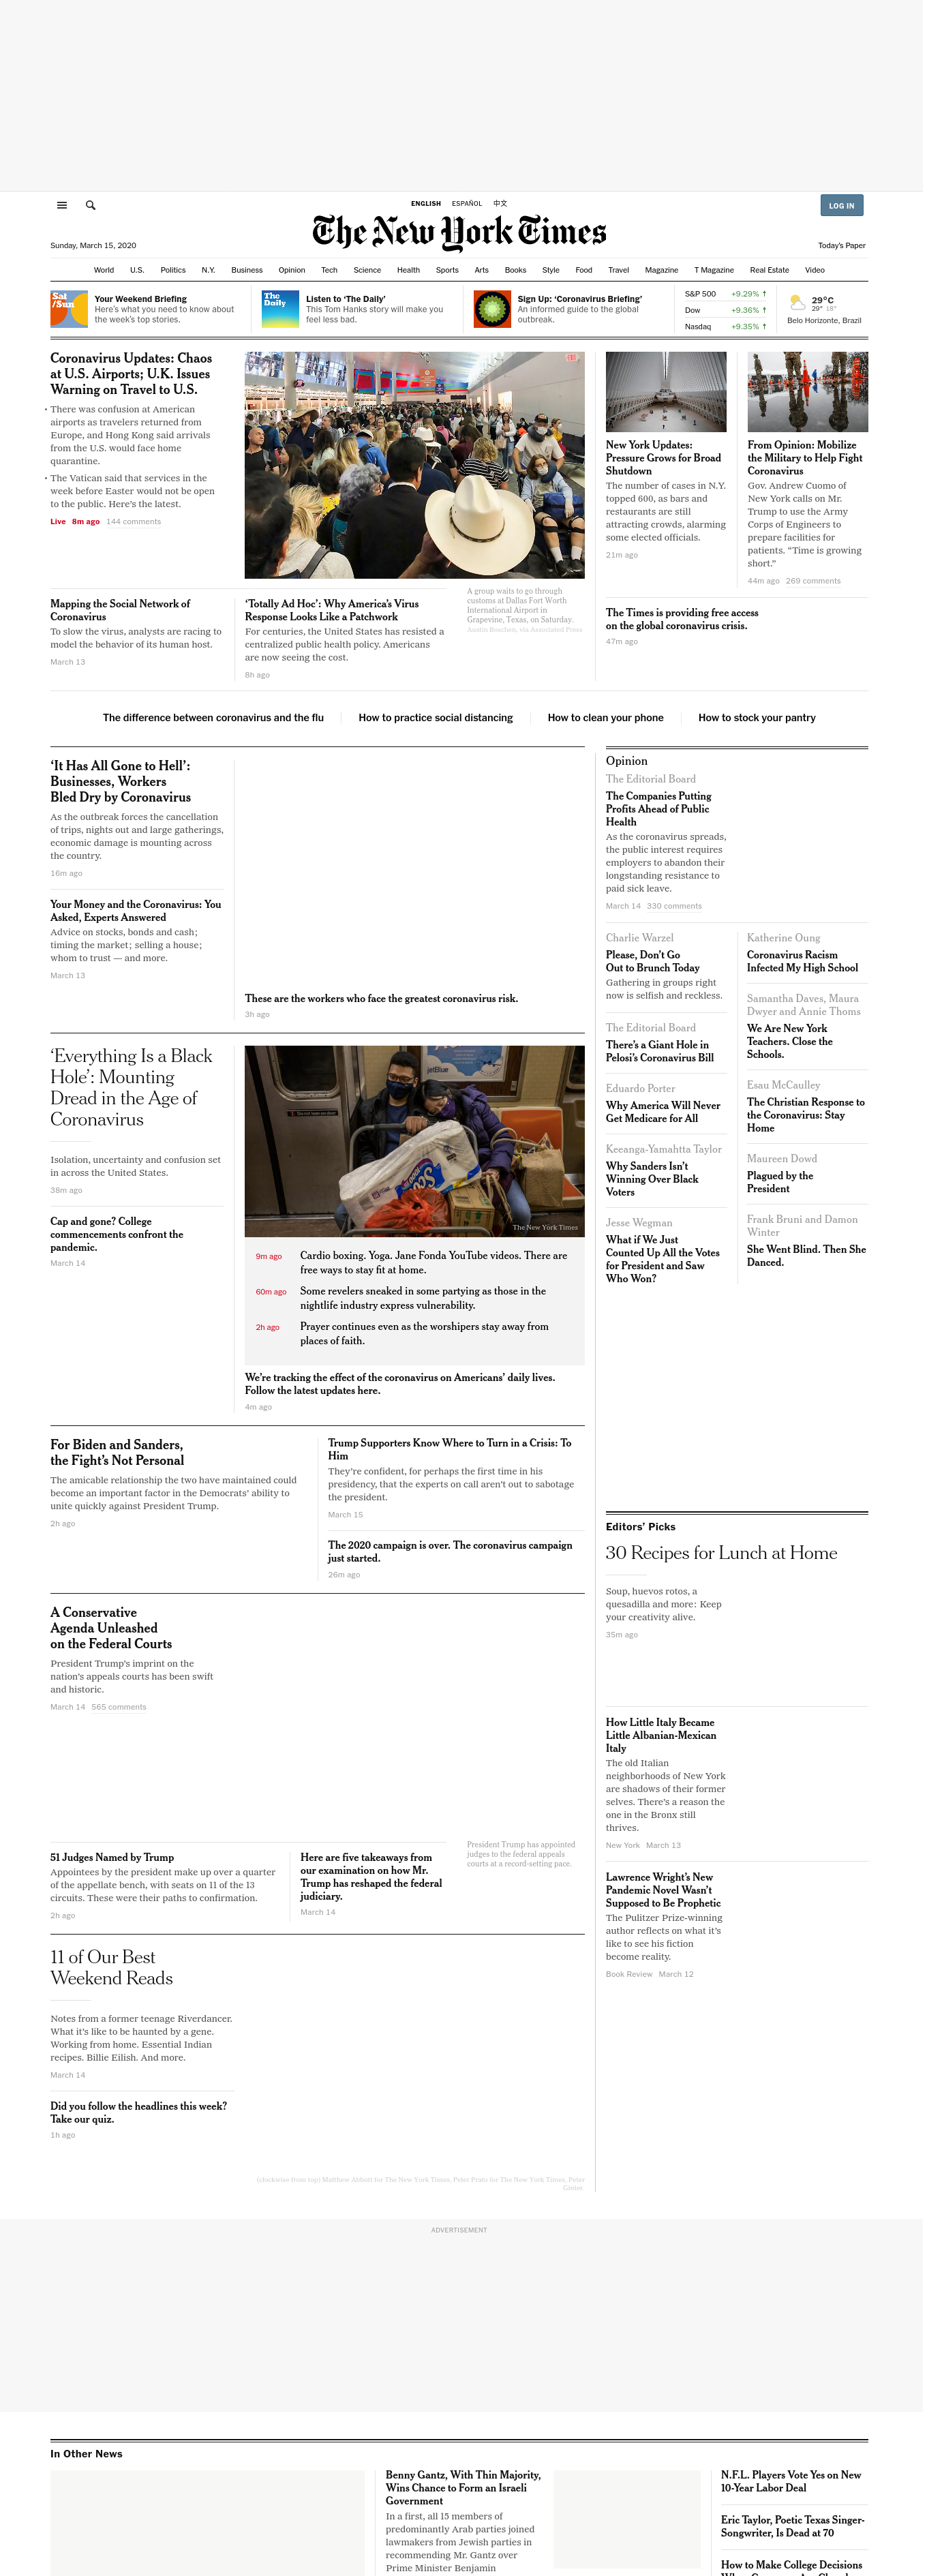 ENGLISH ESPAÑOL 中文
LOG IN
The New York Times
Sunday, March 15, 2020
Today's Paper
World U.S. Politics N.Y. Business Opinion Tech Science Health Sports Arts Books Style Food Travel Magazine T Magazine Real Estate Video
Sat
/Sun
Your Weekend Briefing
Here's what you need to know about
the week's top stories.
The
Daily
Listen to 'The Daily'
This Tom Hanks story will make you
feel less bad.
Sign Up: 'Coronavirus Briefing'
An informed guide to the global
outbreak.
S&P 500 +9.29% ↑
Dow +9.36% ↑
Nasdaq +9.35% ↑
29°C
29° 18°
Belo Horizonte, Brazil
Coronavirus Updates: Chaos
at U.S. Airports; U.K. Issues
Warning on Travel to U.S.
• There was confusion at American
airports as travelers returned from
Europe, and Hong Kong said arrivals
from the U.S. would face home
quarantine.
• The Vatican said that services in the
week before Easter would not be open
to the public. Here's the latest.
Live 8m ago 144 comments
A group waits to go through
customs at Dallas Fort Worth
International Airport in
Grapevine, Texas, on Saturday.
Austin Boschen, via Associated Press
Mapping the Social Network of
Coronavirus
To slow the virus, analysts are racing to
model the behavior of its human host.
March 13
'Totally Ad Hoc': Why America's Virus
Response Looks Like a Patchwork
For centuries, the United States has resisted a
centralized public health policy. Americans
are now seeing the cost.
8h ago
New York Updates:
Pressure Grows for Broad
Shutdown
The number of cases in N.Y.
topped 600, as bars and
restaurants are still
attracting crowds, alarming
some elected officials.
21m ago
From Opinion: Mobilize
the Military to Help Fight
Coronavirus
Gov. Andrew Cuomo of
New York calls on Mr.
Trump to use the Army
Corps of Engineers to
prepare facilities for
patients. "Time is growing
short."
44m ago 269 comments
The Times is providing free access
on the global coronavirus crisis.
47m ago
The difference between coronavirus and the flu
How to practice social distancing
How to clean your phone
How to stock your pantry
'It Has All Gone to Hell':
Businesses, Workers
Bled Dry by Coronavirus
As the outbreak forces the cancellation
of trips, nights out and large gatherings,
economic damage is mounting across
the country.
16m ago
Your Money and the Coronavirus: You
Asked, Experts Answered
Advice on stocks, bonds and cash;
timing the market; selling a house;
whom to trust — and more.
March 13
These are the workers who face the greatest coronavirus risk.
3h ago
'Everything Is a Black
Hole': Mounting
Dread in the Age of
Coronavirus
Isolation, uncertainty and confusion set
in across the United States.
38m ago
Cap and gone? College
commencements confront the
pandemic.
March 14
jetBlue
The New York Times
9m ago Cardio boxing. Yoga. Jane Fonda YouTube videos. There are
free ways to stay fit at home.
60m ago Some revelers sneaked in some partying as those in the
nightlife industry express vulnerability.
2h ago Prayer continues even as the worshipers stay away from
places of faith.
We're tracking the effect of the coronavirus on Americans' daily lives.
Follow the latest updates here.
4m ago
For Biden and Sanders,
the Fight's Not Personal
The amicable relationship the two have maintained could
become an important factor in the Democrats' ability to
unite quickly against President Trump.
2h ago
Trump Supporters Know Where to Turn in a Crisis: To
Him
They're confident, for perhaps the first time in his
presidency, that the experts on call aren't out to sabotage
the president.
March 15
The 2020 campaign is over. The coronavirus campaign
just started.
26m ago
A Conservative
Agenda Unleashed
on the Federal Courts
President Trump's imprint on the
nation's appeals courts has been swift
and historic.
March 14 565 comments
President Trump has appointed
judges to the federal appeals
courts at a record-setting pace.
51 Judges Named by Trump
Appointees by the president make up over a quarter
of the appellate bench, with seats on 11 of the 13
circuits. These were their paths to confirmation.
2h ago
Here are five takeaways from
our examination on how Mr.
Trump has reshaped the federal
judiciary.
March 14
11 of Our Best
Weekend Reads
Notes from a former teenage Riverdancer.
What it's like to be haunted by a gene.
Working from home. Essential Indian
recipes. Billie Eilish. And more.
March 14
Did you follow the headlines this week?
Take our quiz.
1h ago
(clockwise from top) Matthew Abbott for The New York Times; Peter Prato for The New York Times; Peter
Opinion
The Editorial Board
The Companies Putting
Profits Ahead of Public
Health
As the coronavirus spreads,
the public interest requires
employers to abandon their
longstanding resistance to
paid sick leave.
March 14 330 comments
Charlie Warzel
Please, Don't Go
Out to Brunch Today
Gathering in groups right
now is selfish and reckless.
The Editorial Board
There's a Giant Hole in
Pelosi's Coronavirus Bill
Eduardo Porter
Why America Will Never
Get Medicare for All
Keeanga-Yamahtta Taylor
Why Sanders Isn't
Winning Over Black
Voters
Jesse Wegman
What if We Just
Counted Up All the Votes
for President and Saw
Who Won?
Katherine Oung
Coronavirus Racism
Infected My High School
Samantha Daves, Maura
Dwyer and Annie Thoms
We Are New York
Teachers. Close the
Schools.
Esau McCaulley
The Christian Response to
the Coronavirus: Stay
Home
Maureen Dowd
Plagued by the
President
Frank Bruni and Damon
Winter
She Went Blind. Then She
Danced.
Editors' Picks
30 Recipes for Lunch at Home
Soup, huevos rotos, a
quesadilla and more: Keep
your creativity alive.
35m ago
How Little Italy Became
Little Albanian-Mexican
Italy
The old Italian
neighborhoods of New York
are shadows of their former
selves. There's a reason the
one in the Bronx still
thrives.
New York March 13
Lawrence Wright's New
Pandemic Novel Wasn't
Supposed to Be Prophetic
The Pulitzer Prize-winning
author reflects on what it's
like to see his fiction
become reality.
Book Review March 12
ADVERTISEMENT
In Other News
Benny Gantz, With Thin Majority,
Wins Chance to Form an Israeli
Government
In a first, all 15 members of
predominantly Arab parties joined
lawmakers from Jewish parties in
recommending Mr. Gantz over
Prime Minister Benjamin
N.F.L. Players Vote Yes on New
10-Year Labor Deal
Eric Taylor, Poetic Texas Singer-
Songwriter, Is Dead at 70
How to Make College Decisions